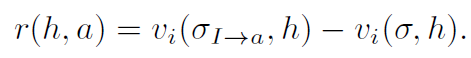 r(h, a) = v_i(σ_{I→a}, h) − v_i(σ, h).